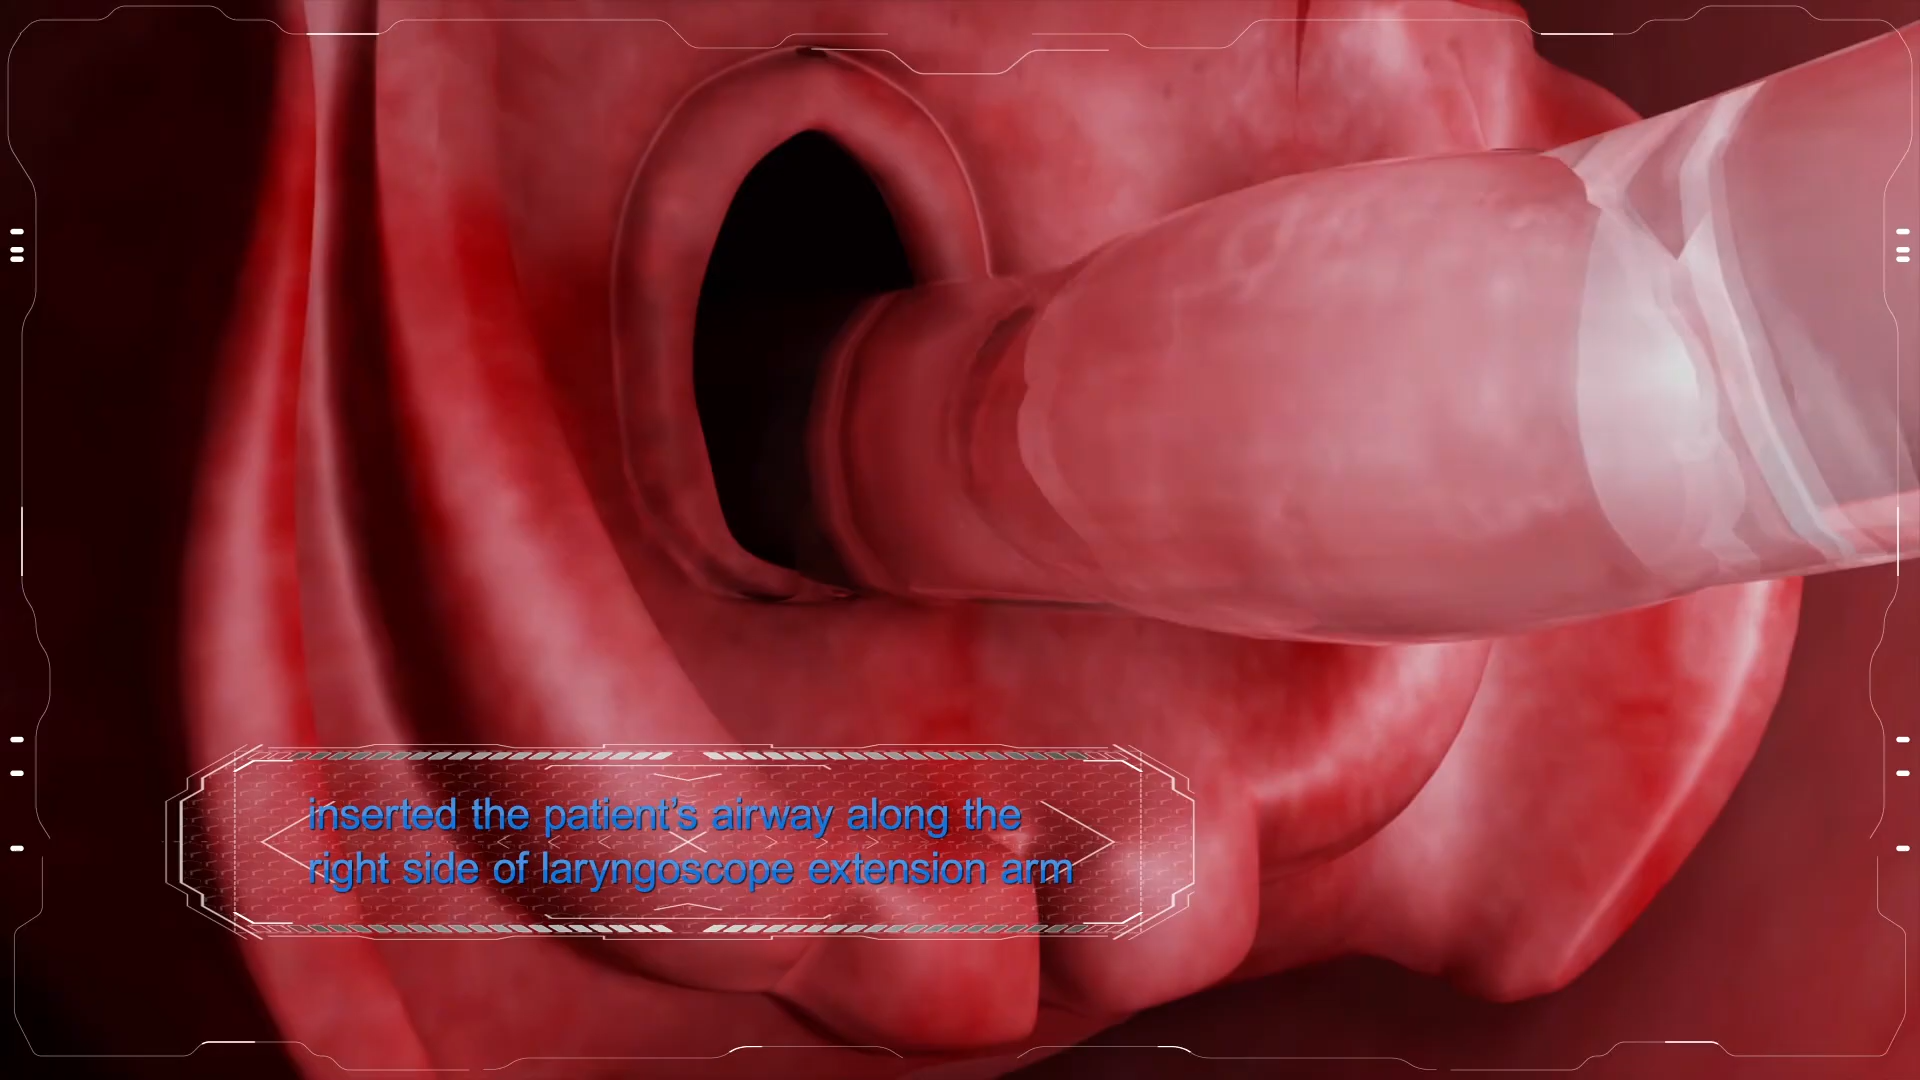 inserted the patient’s airway along the
right side of laryngoscope extension arm